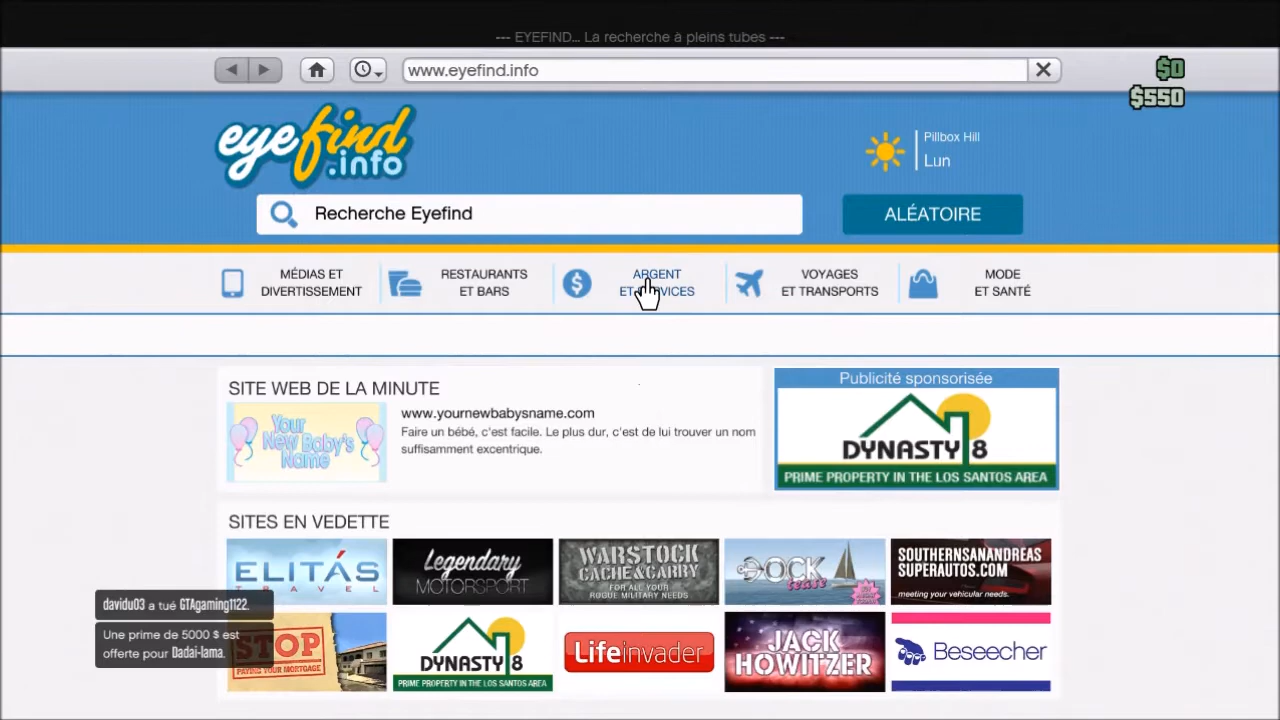 --- EYEFIND... La recherche à pleins tubes ---
www.eyefind.info
$0
$550
eyefind
.info
Pillbox Hill
Lun
Recherche Eyefind
ALÉATOIRE
MÉDIAS ET
DIVERTISSEMENT
RESTAURANTS
ET BARS
ARGENT
ET SERVICES
VOYAGES
ET TRANSPORTS
MODE
ET SANTÉ
SITE WEB DE LA MINUTE
Your
New Baby's
Name
www.yournewbabysname.com
Faire un bébé, c'est facile. Le plus dur, c'est de lui trouver un nom
suffisamment excentrique.
Publicité sponsorisée
DYNASTY 8
PRIME PROPERTY IN THE LOS SANTOS AREA
SITES EN VEDETTE
ELITÁS
TRAVEL
Legendary
MOTORSPORT
WARSTOCK
CACHE & CARRY
FOR ALL YOUR
ROGUE MILITARY NEEDS
DOCK
tease
SOUTHERNSANANDREAS
SUPERAUTOS.COM
meeting your vehicular needs.
STOP
PAYING YOUR MORTGAGE
DYNASTY 8
PRIME PROPERTY IN THE LOS SANTOS AREA
Lifeinvader
JACK
HOWITZER
Beseecher
davidu03 a tué GTAgaming1122.
Une prime de 5000 $ est
offerte pour Dadai-lama.